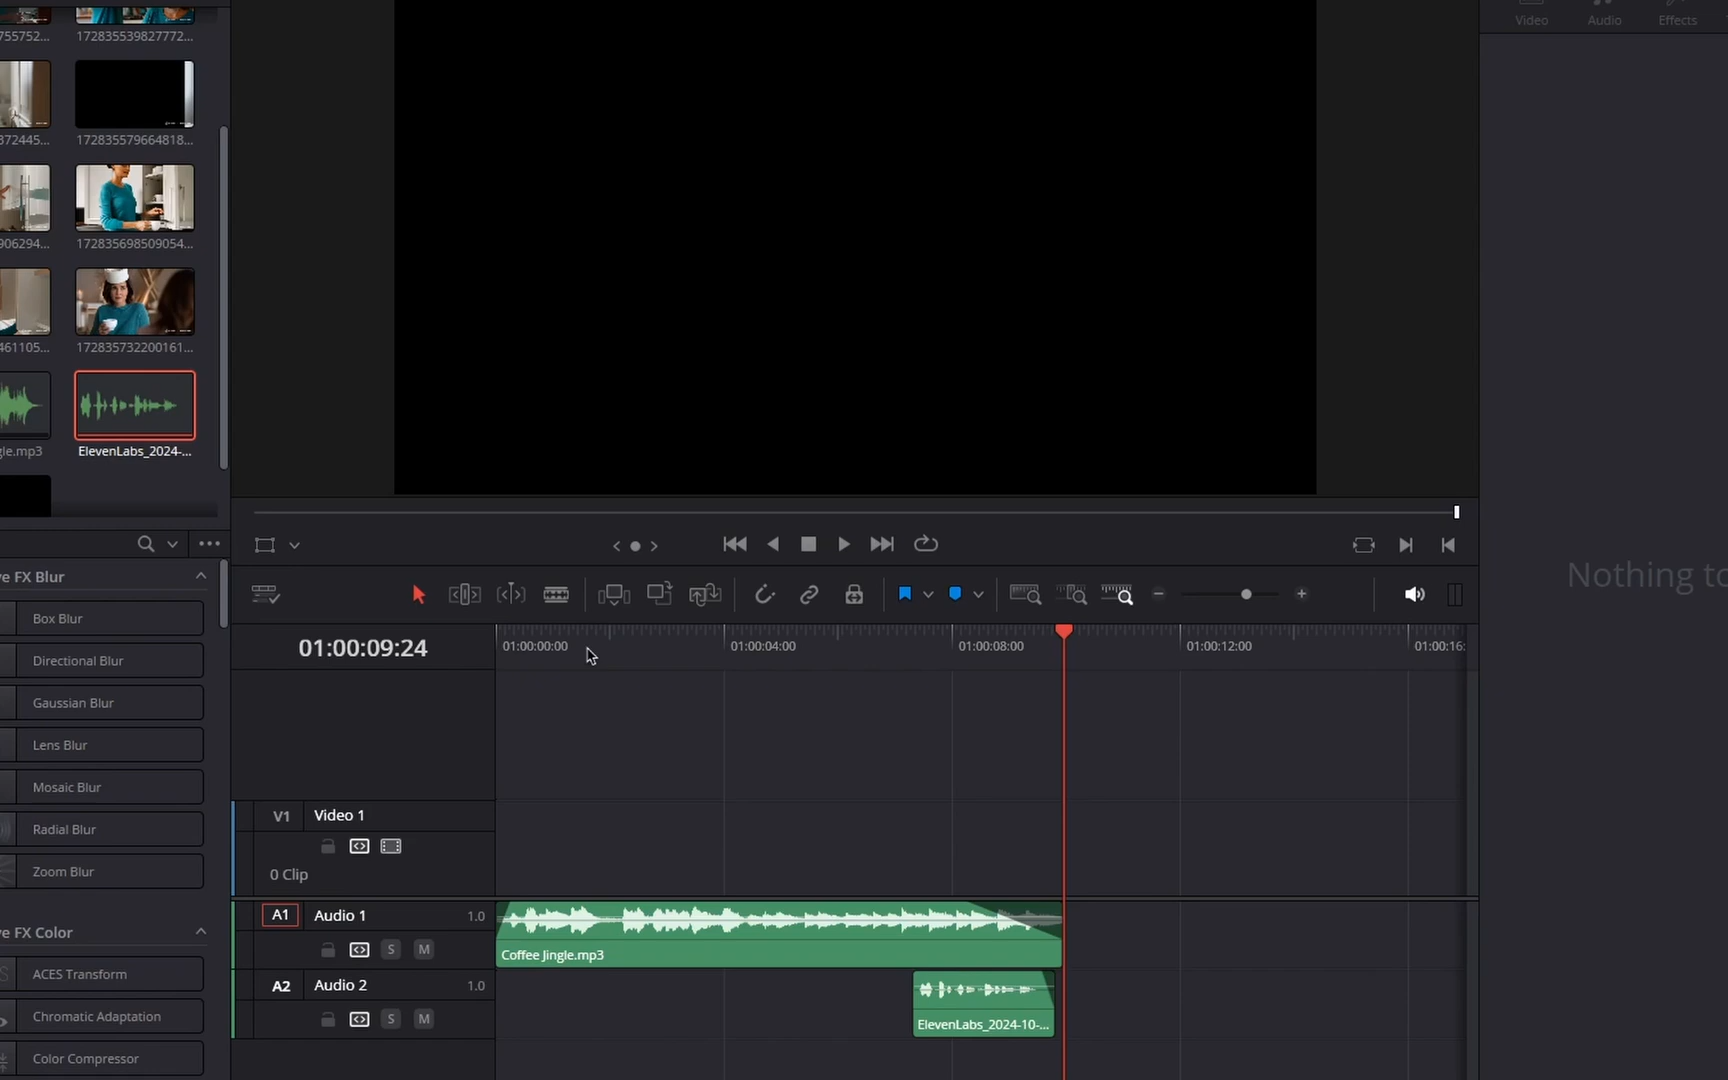 Video Audio Effects
755752... 172835539827772...
372445... 172835579664818...
906294... 172835698509054...
461105... 172835732200161...
gle.mp3 ElevenLabs_2024-...
ve FX Blur
Box Blur
Directional Blur
Gaussian Blur
Lens Blur
Mosaic Blur
Radial Blur
Zoom Blur
ve FX Color
ACES Transform
Chromatic Adaptation
Color Compressor
Nothing to
01:00:09:24
01:00:00:00 01:00:04:00 01:00:08:00 01:00:12:00 01:00:16:
V1 Video 1
0 Clip
A1 Audio 1 1.0
S M
Coffee Jingle.mp3
A2 Audio 2 1.0
S M
ElevenLabs_2024-10-...